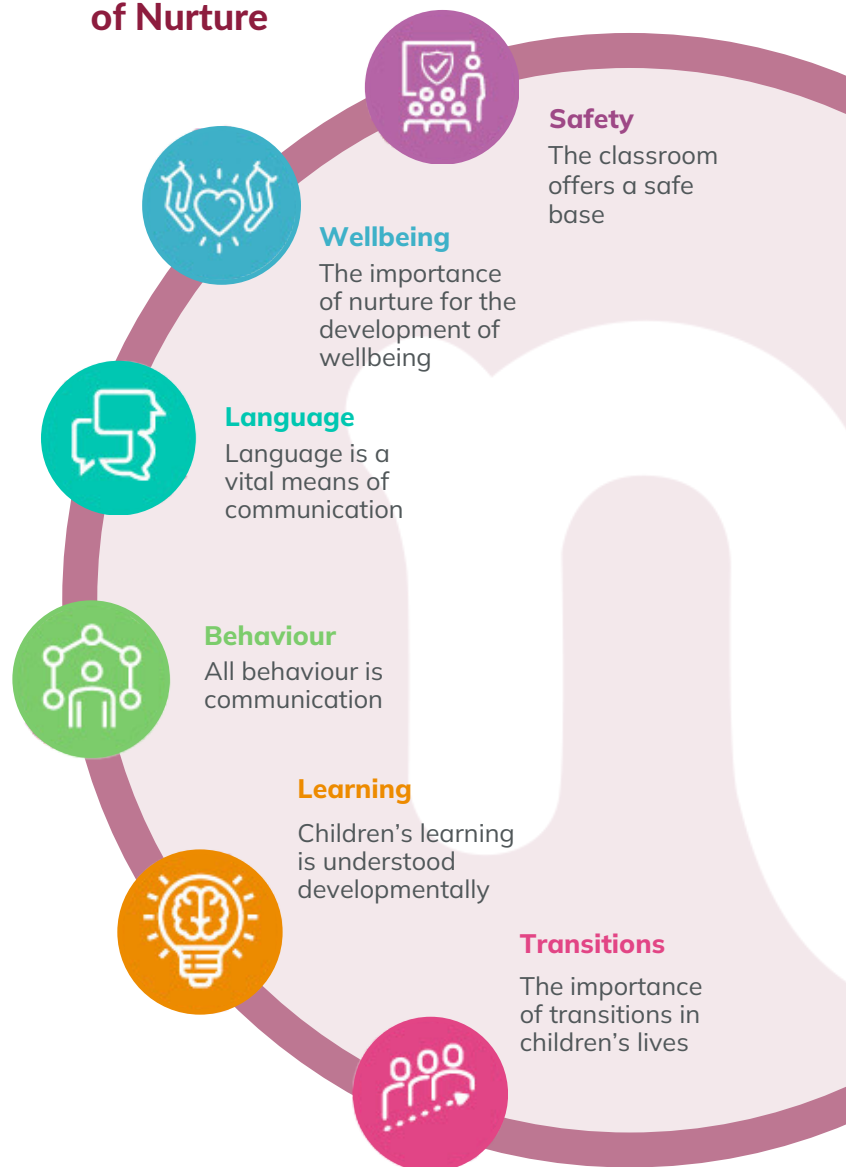 of Nurture
Safety
The classroom
offers a safe
base
Wellbeing
The importance
of nurture for the
development of
wellbeing
Language
Language is a
vital means of
communication
Behaviour
All behaviour is
communication
Learning
Children’s learning
is understood
developmentally
Transitions
The importance
of transitions in
children’s lives